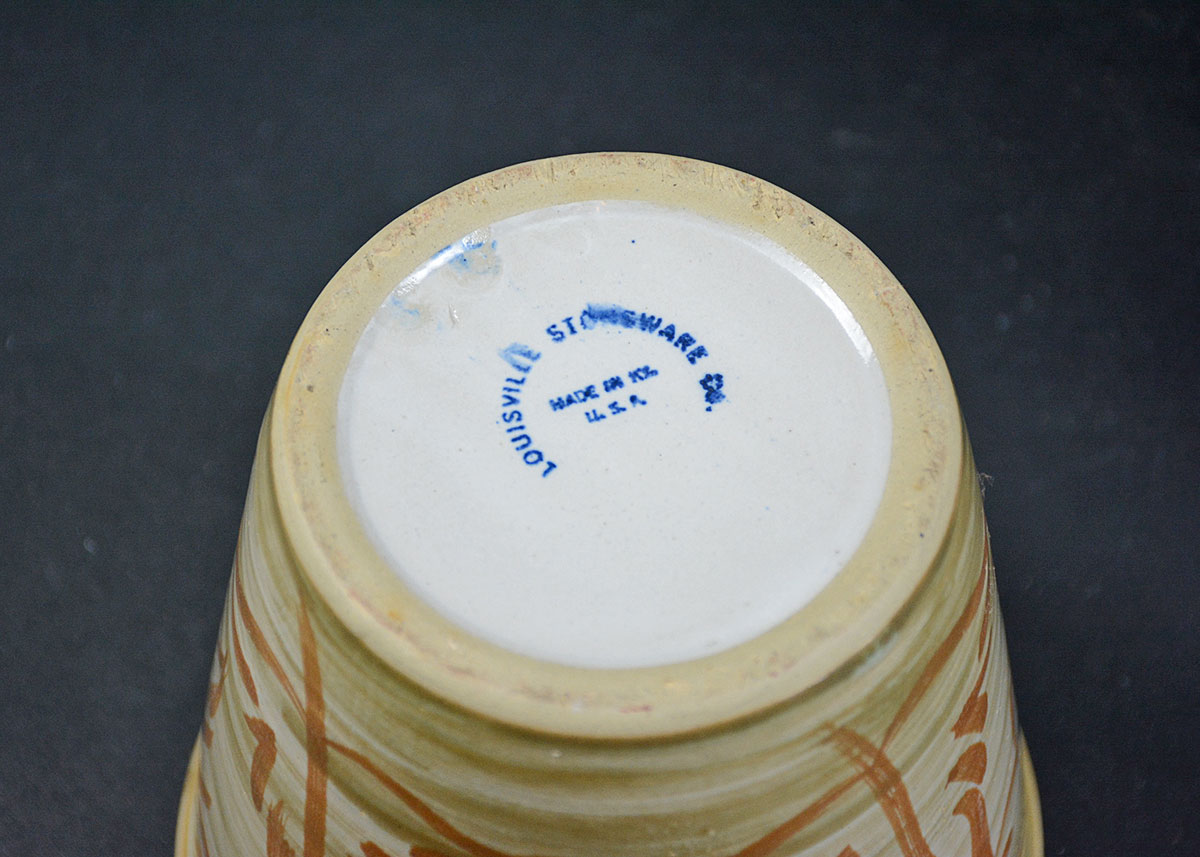 LOUISVILLE STONEWARE CO.
MADE IN KY.
U.S.A.